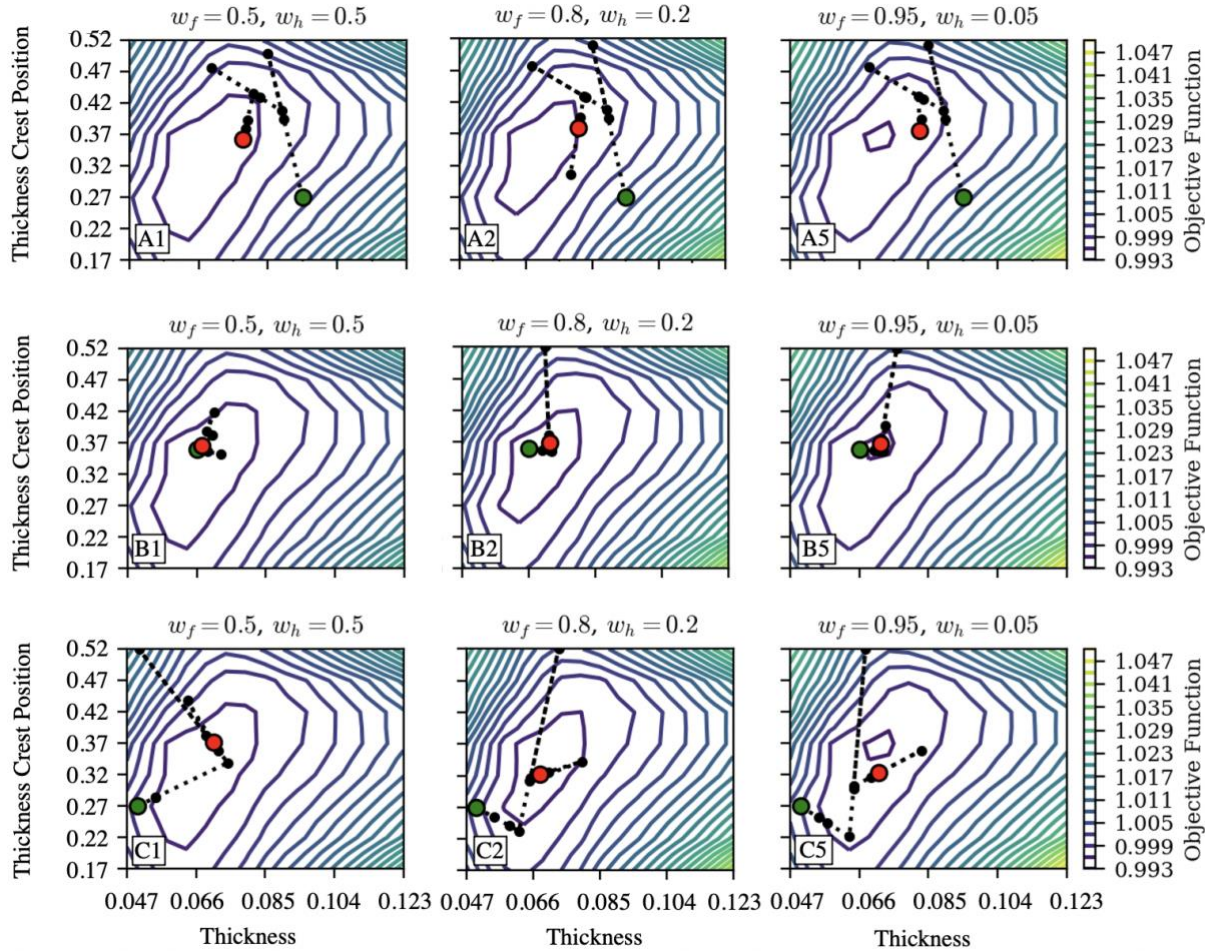 w_f = 0.5, w_h = 0.5
w_f = 0.8, w_h = 0.2
w_f = 0.95, w_h = 0.05
Thickness Crest Position
0.52
0.47
0.42
0.37
0.32
0.27
0.22
0.17
A1
A2
A5
1.047
1.041
1.035
1.029
1.023
1.017
1.011
1.005
0.999
0.993
Objective Function
w_f = 0.5, w_h = 0.5
w_f = 0.8, w_h = 0.2
w_f = 0.95, w_h = 0.05
Thickness Crest Position
0.52
0.47
0.42
0.37
0.32
0.27
0.22
0.17
B1
B2
B5
1.047
1.041
1.035
1.029
1.023
1.017
1.011
1.005
0.999
0.993
Objective Function
w_f = 0.5, w_h = 0.5
w_f = 0.8, w_h = 0.2
w_f = 0.95, w_h = 0.05
Thickness Crest Position
0.52
0.47
0.42
0.37
0.32
0.27
0.22
0.17
C1
C2
C5
1.047
1.041
1.035
1.029
1.023
1.017
1.011
1.005
0.999
0.993
Objective Function
0.047 0.066 0.085 0.104 0.123
0.047 0.066 0.085 0.104 0.123
0.047 0.066 0.085 0.104 0.123
Thickness
Thickness
Thickness